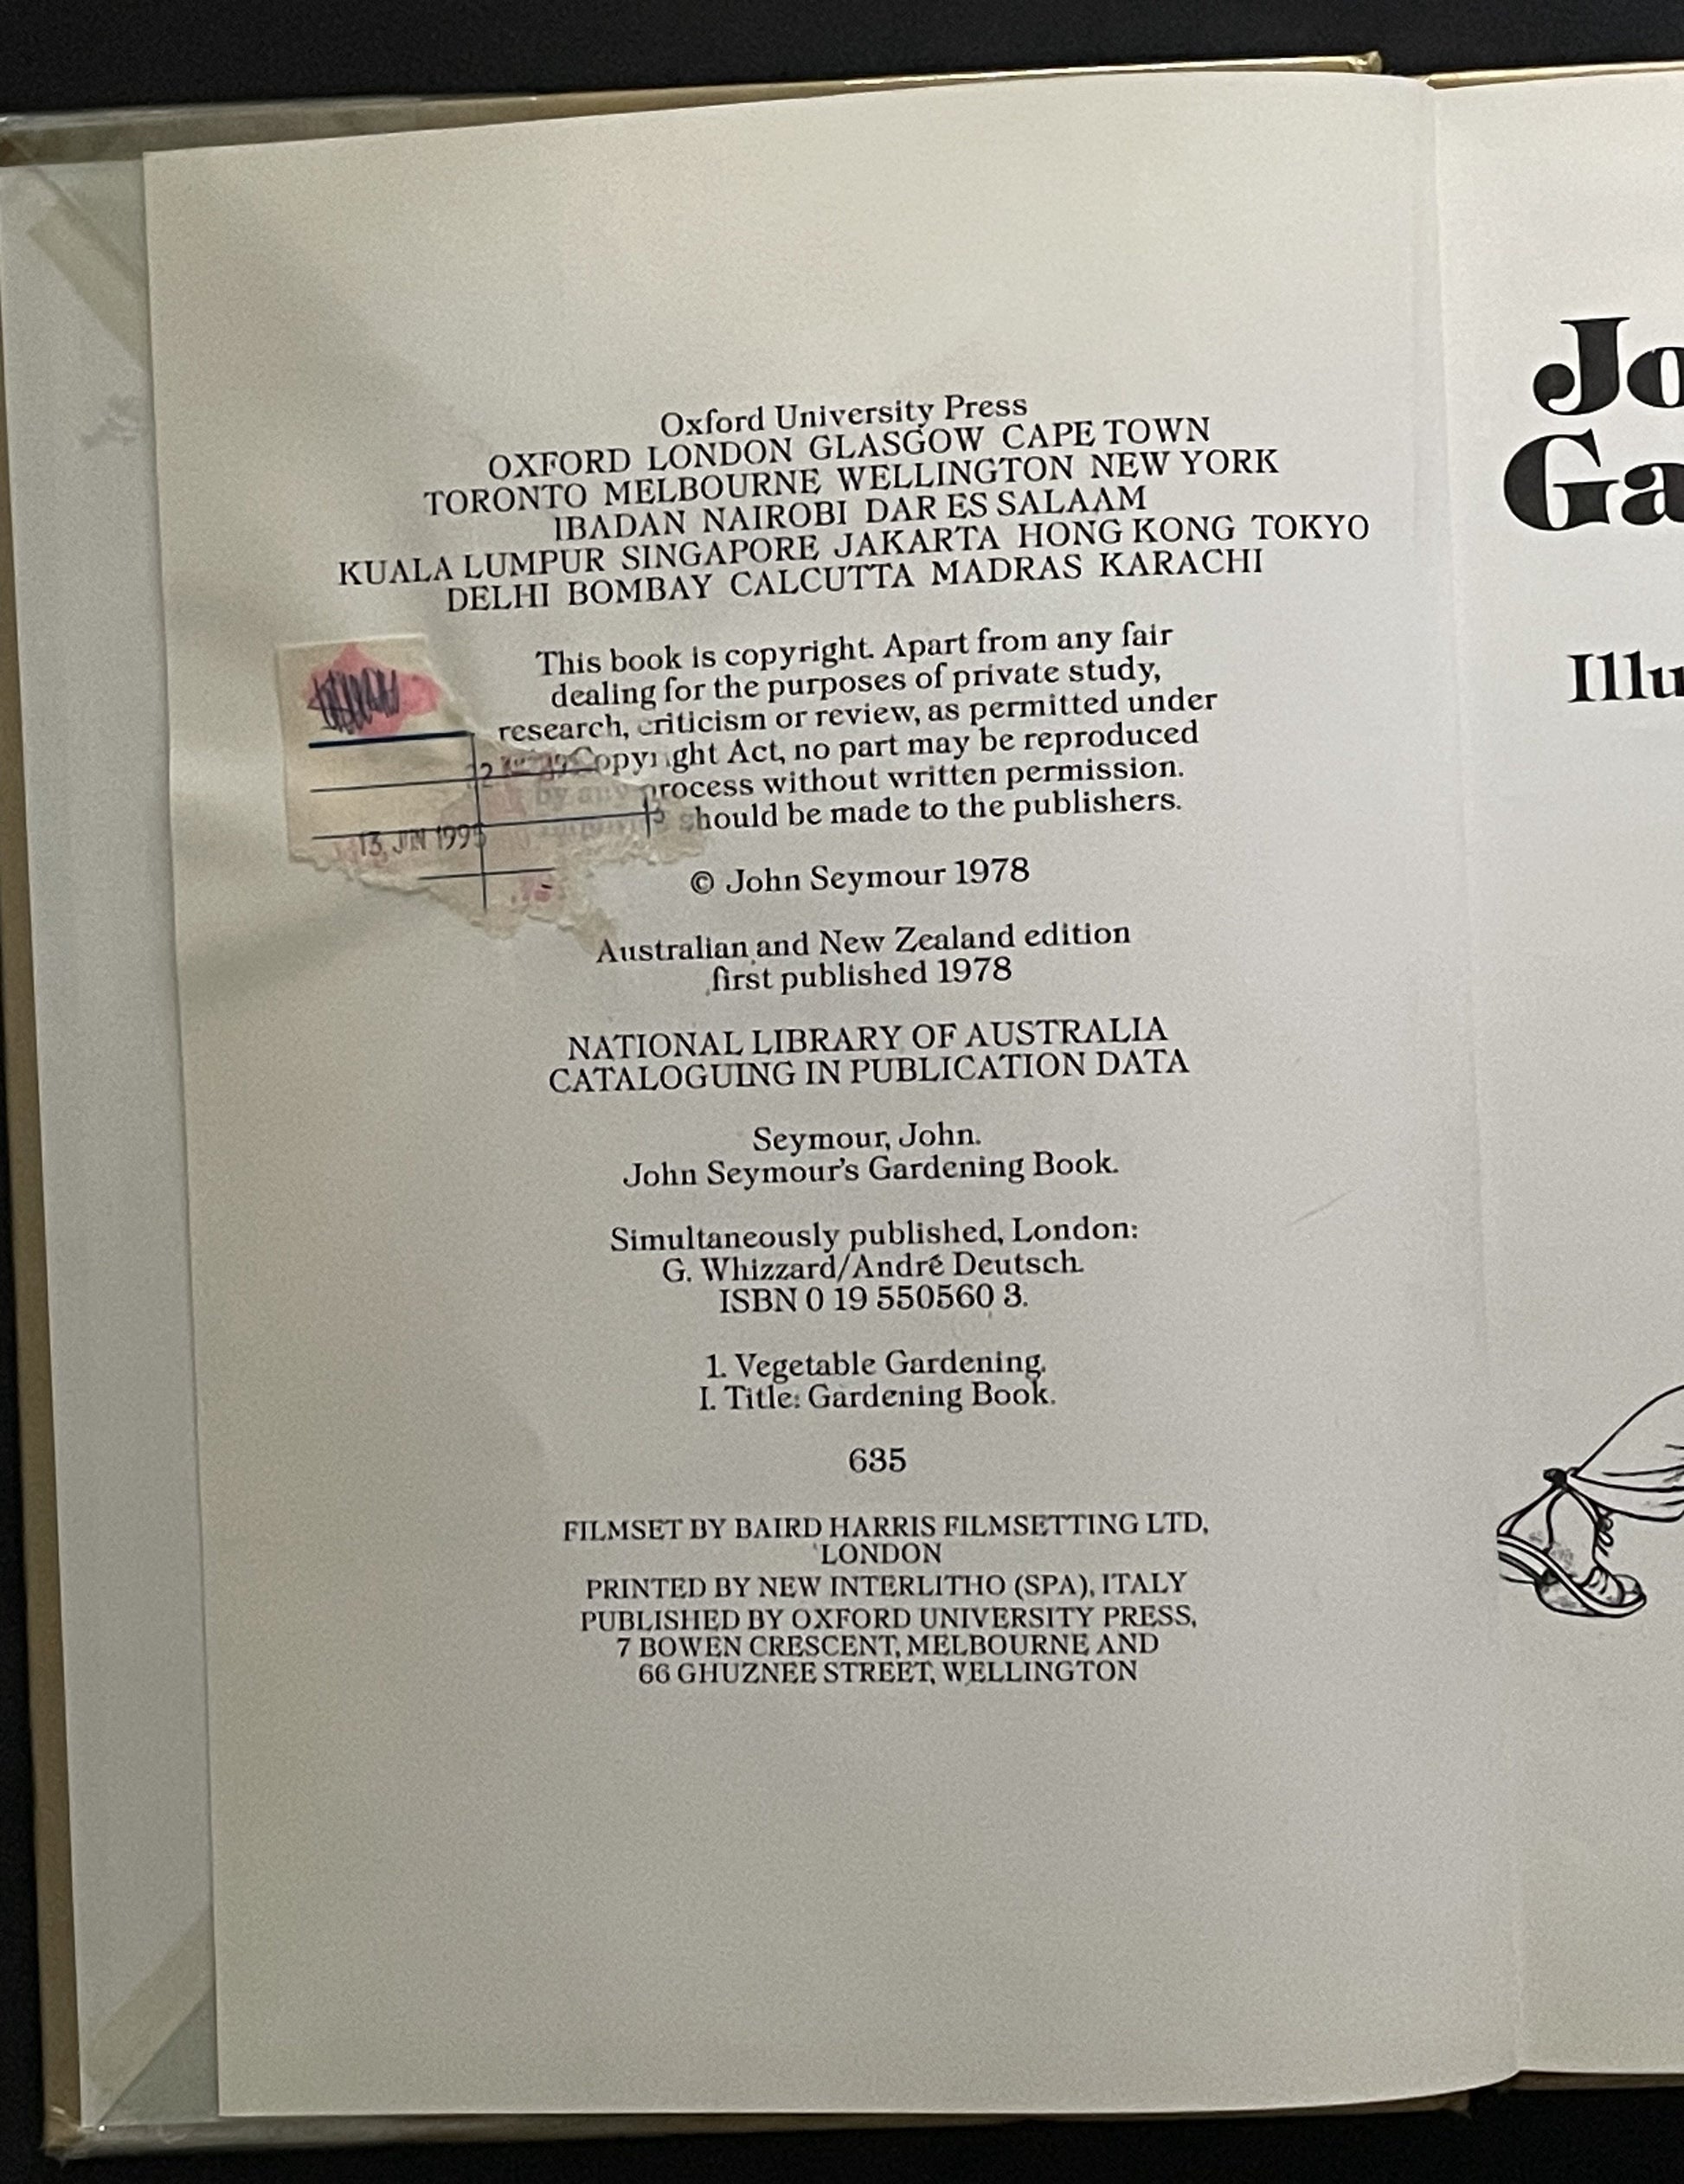 Oxford University Press
OXFORD LONDON GLASGOW CAPE TOWN
TORONTO MELBOURNE WELLINGTON NEW YORK
IBADAN NAIROBI DAR ES SALAAM
KUALA LUMPUR SINGAPORE JAKARTA HONG KONG TOKYO
DELHI BOMBAY CALCUTTA MADRAS KARACHI
This book is copyright. Apart from any fair
dealing for the purposes of private study,
research, criticism or review, as permitted under
Copyright Act, no part may be reproduced
by any process without written permission.
should be made to the publishers.
13 JUN 1995
© John Seymour 1978
Australian and New Zealand edition
first published 1978
NATIONAL LIBRARY OF AUSTRALIA
CATALOGUING IN PUBLICATION DATA
Seymour, John.
John Seymour's Gardening Book.
Simultaneously published, London:
G. Whizzard/André Deutsch.
ISBN 0 19 550560 3.
1. Vegetable Gardening.
I. Title: Gardening Book.
635
FILMSET BY BAIRD HARRIS FILMSETTING LTD,
LONDON
PRINTED BY NEW INTERLITHO (SPA), ITALY
PUBLISHED BY OXFORD UNIVERSITY PRESS,
7 BOWEN CRESCENT, MELBOURNE AND
66 GHUZNEE STREET, WELLINGTON
Jo
Ga
Illu